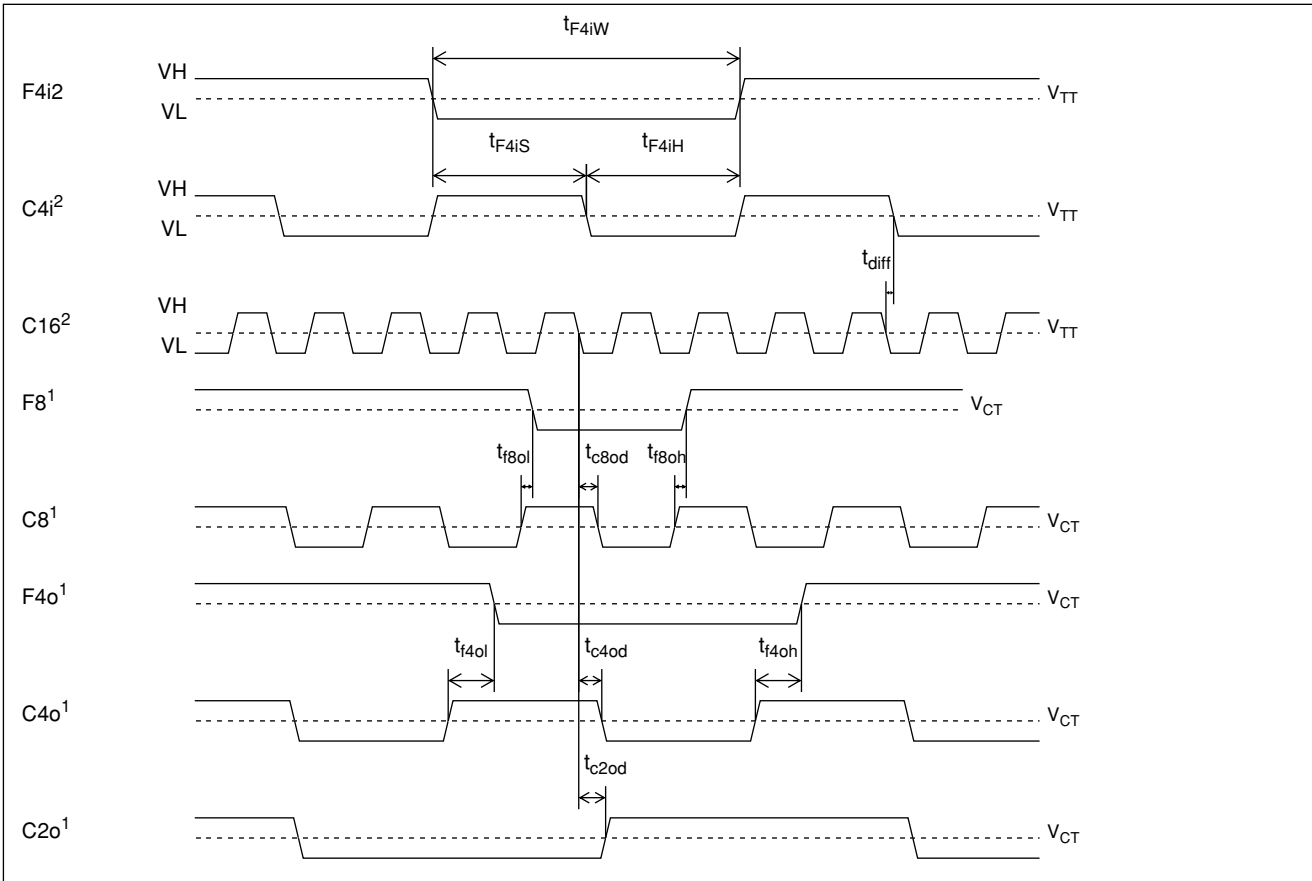 tF4iW
VH
F4i2
VTT
VL
tF4iS
tF4iH
VH
C4i²
VTT
VL
tdiff
VH
C16²
VTT
VL
F8¹
VCT
tf8ol
tc8od
tf8oh
C8¹
VCT
F4o¹
VCT
tf4ol
tc4od
tf4oh
C4o¹
VCT
tc2od
C2o¹
VCT